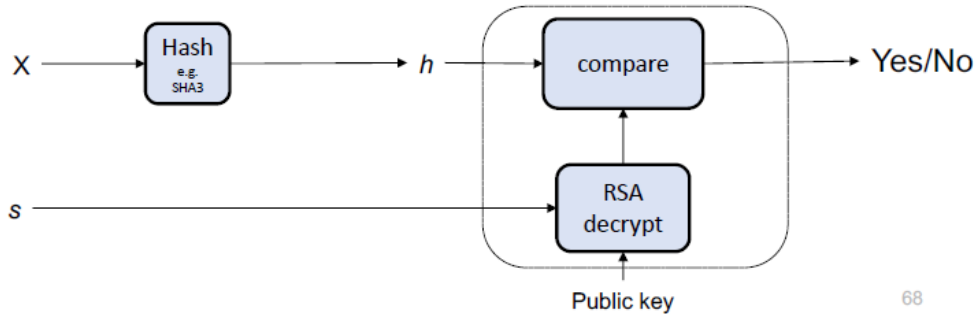 Hash
e.g.
SHA3
X
h
compare
Yes/No
s
RSA
decrypt
Public key
68